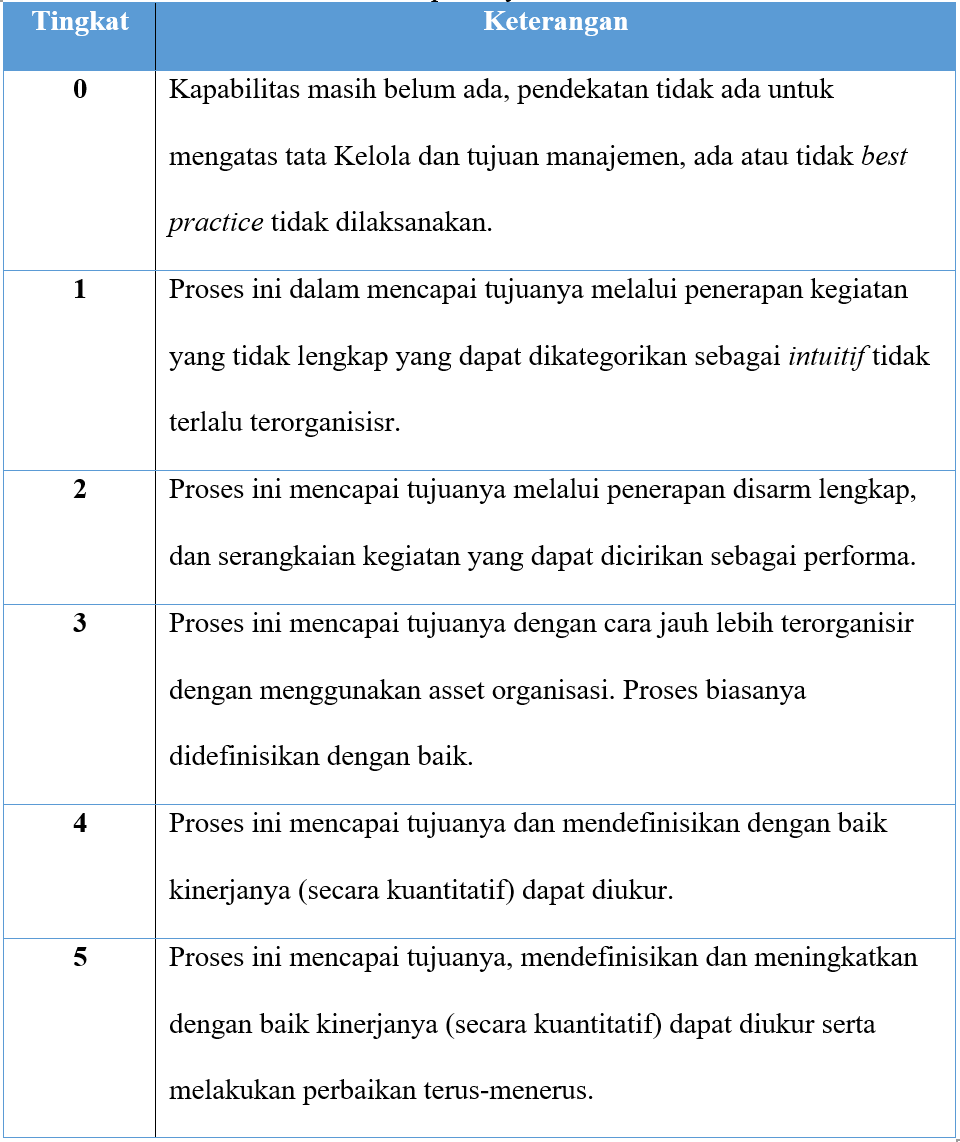 Tingkat
Keterangan
0
Kapabilitas masih belum ada, pendekatan tidak ada untuk
mengatas tata Kelola dan tujuan manajemen, ada atau tidak best
practice tidak dilaksanakan.
1
Proses ini dalam mencapai tujuanya melalui penerapan kegiatan
yang tidak lengkap yang dapat dikategorikan sebagai intuitif tidak
terlalu terorganisisr.
2
Proses ini mencapai tujuanya melalui penerapan disarm lengkap,
dan serangkaian kegiatan yang dapat dicirikan sebagai performa.
3
Proses ini mencapai tujuanya dengan cara jauh lebih terorganisir
dengan menggunakan asset organisasi. Proses biasanya
didefinisikan dengan baik.
4
Proses ini mencapai tujuanya dan mendefinisikan dengan baik
kinerjanya (secara kuantitatif) dapat diukur.
5
Proses ini mencapai tujuanya, mendefinisikan dan meningkatkan
dengan baik kinerjanya (secara kuantitatif) dapat diukur serta
melakukan perbaikan terus-menerus.